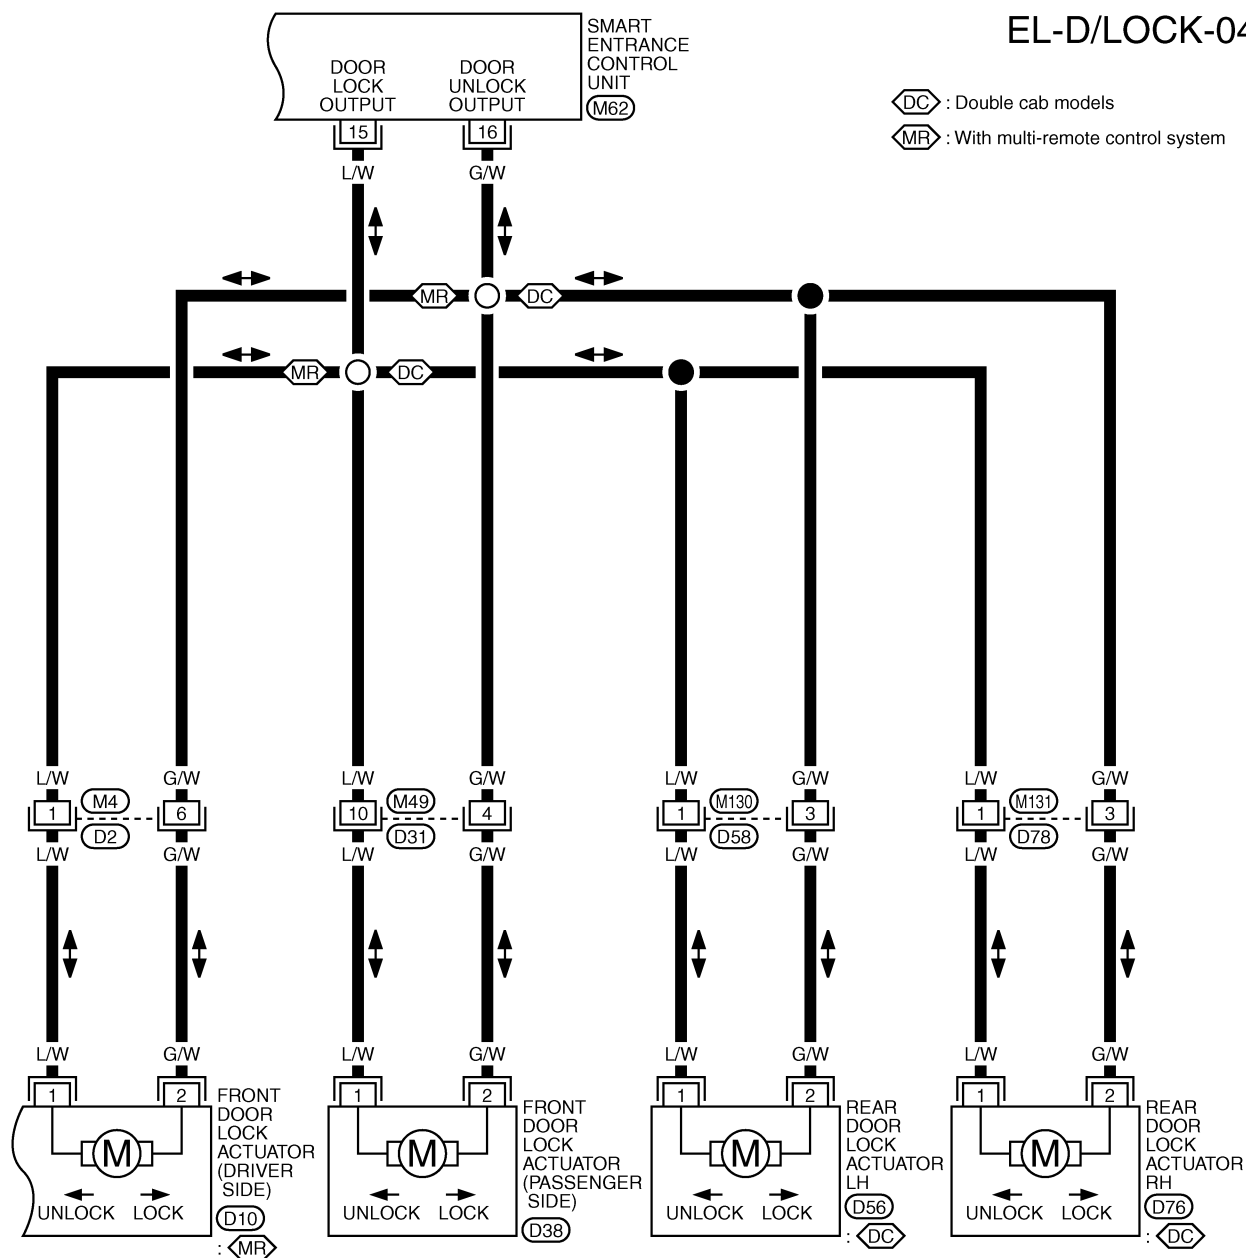 EL-D/LOCK-04
SMART
ENTRANCE
CONTROL
UNIT
M62
DOOR
LOCK
OUTPUT
DOOR
UNLOCK
OUTPUT
15
16
DC : Double cab models
MR : With multi-remote control system
L/W
G/W
MR
DC
MR
DC
L/W
G/W
L/W
G/W
L/W
G/W
L/W
G/W
1
M4
6
10
M49
4
1
M130
3
1
M131
3
D2
D31
D58
D78
L/W
G/W
L/W
G/W
L/W
G/W
L/W
G/W
L/W
G/W
L/W
G/W
L/W
G/W
L/W
G/W
1
2
1
2
1
2
1
2
M
UNLOCK
LOCK
FRONT
DOOR
LOCK
ACTUATOR
(DRIVER
SIDE)
D10
: MR
M
UNLOCK
LOCK
FRONT
DOOR
LOCK
ACTUATOR
(PASSENGER
SIDE)
D38
M
UNLOCK
LOCK
REAR
DOOR
LOCK
ACTUATOR
LH
D56
: DC
M
UNLOCK
LOCK
REAR
DOOR
LOCK
ACTUATOR
RH
D76
: DC